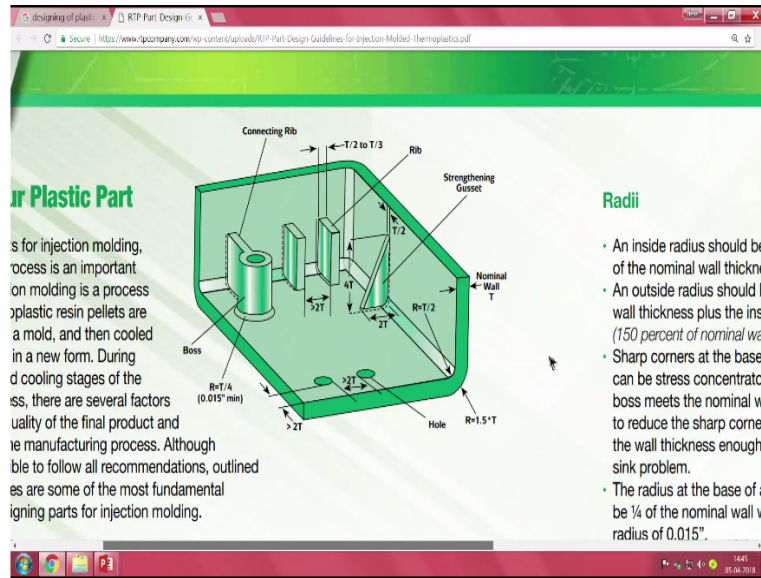 designing of plastic
RTP-Part-Design-Gu
Secure | https://www.rtpcompany.com/wp-content/uploads/RTP-Part-Design-Guidelines-for-Injection-Molded-Thermoplastics.pdf
ur Plastic Part
s for injection molding,
rocess is an important
on molding is a process
oplastic resin pellets are
a mold, and then cooled
in a new form. During
d cooling stages of the
ess, there are several factors
uality of the final product and
ne manufacturing process. Although
ible to follow all recommendations, outlined
es are some of the most fundamental
igning parts for injection molding.
Connecting Rib
T/2 to T/3
Rib
Strengthening
Gusset
T/2
4T
>2T
2T
Nominal
Wall
T
R=T/2
Boss
R=T/4
(0.015" min)
>2T
>2T
Hole
R=1.5*T
Radii
• An inside radius should be
of the nominal wall thickne
• An outside radius should b
wall thickness plus the ins
(150 percent of nominal wa
• Sharp corners at the base
can be stress concentrato
boss meets the nominal w
to reduce the sharp corne
the wall thickness enough
sink problem.
• The radius at the base of a
be ¼ of the nominal wall w
radius of 0.015".
14:45
05-04-2018